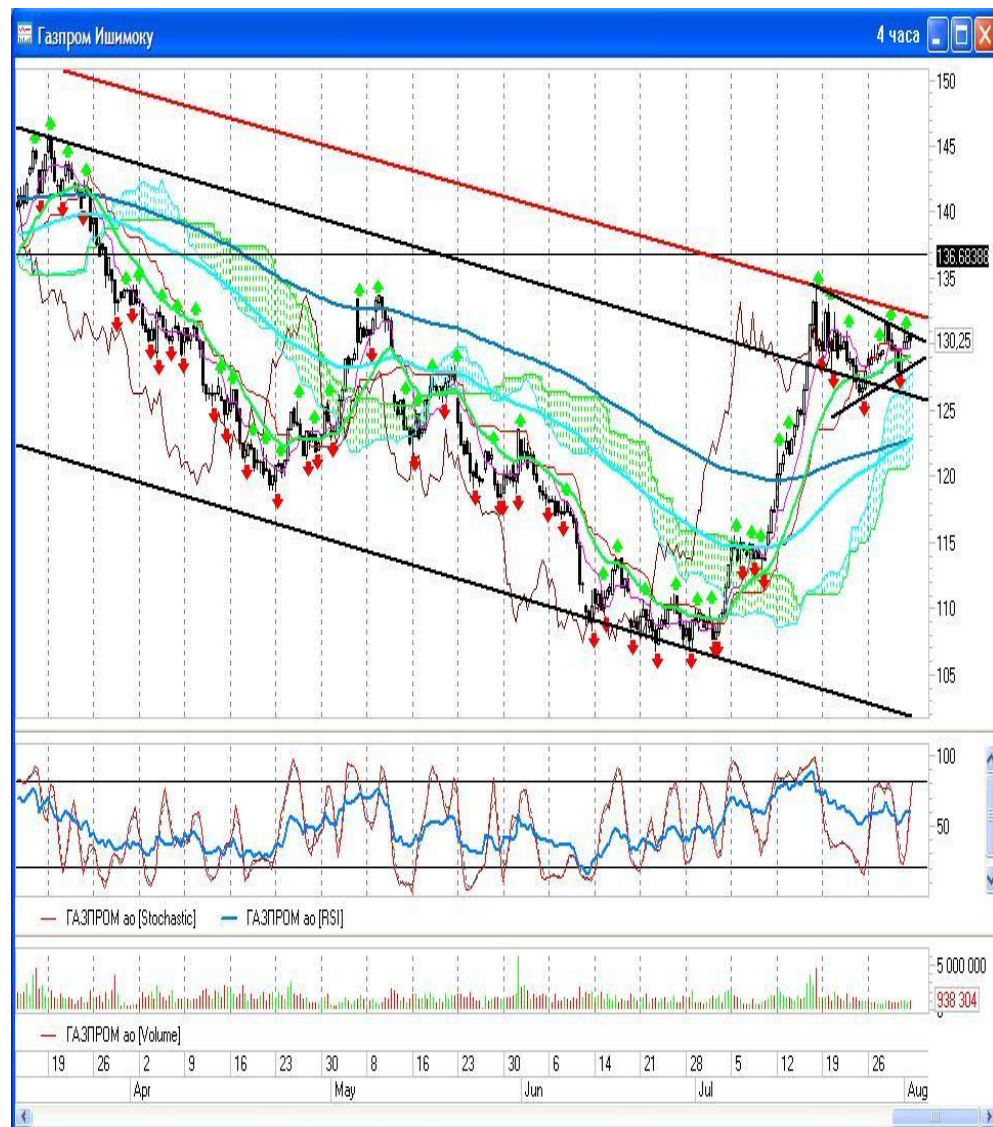 Газпром Ишимоку
4 часа
150
145
140
136.68386
135
130,25
125
120
115
110
105
100
50
ГАЗПРОМ ао [Stochastic]
ГАЗПРОМ ао [RSI]
5 000 000
938 304
0
ГАЗПРОМ ао [Volume]
19 26 2 9 16 23 30 8 16 23 30 6 14 21 28 5 12 19 26
Apr May Jun Jul Aug